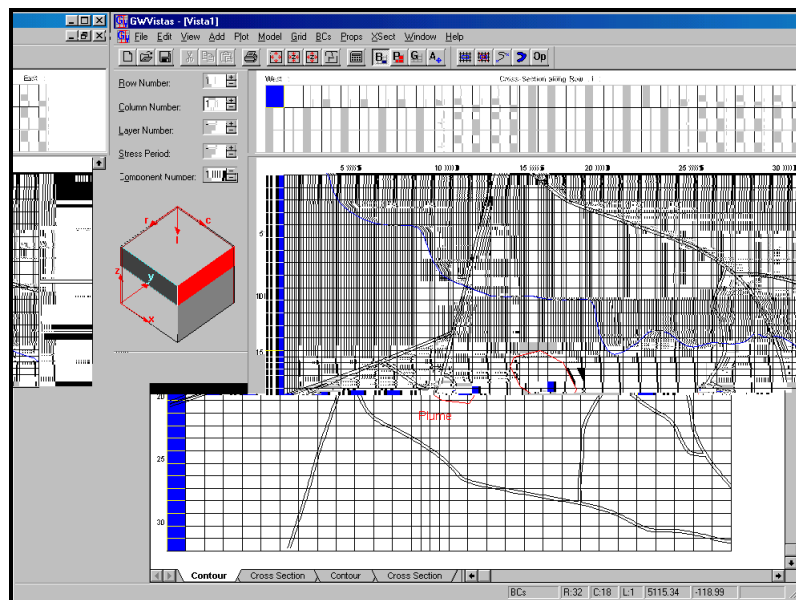 GWVistas - [Vista1]
File Edit View Add Plot Model Grid BCs Props XSect Window Help
Op
East
West
Cross-Section along Row
Row Number:
Column Number: 1
Layer Number:
Stress Period:
Component Number: 1
5 10 15 20 25 30
r c
l
z y
x
5
10
15
Plume
20
25
30
Contour Cross Section Contour Cross Section
BCs R:32 C:18 L:1 5115.34 -118.99